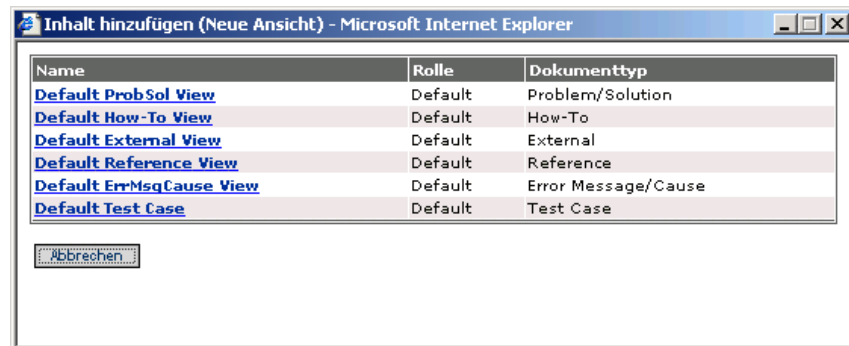 Inhalt hinzufügen (Neue Ansicht) - Microsoft Internet Explorer
Name Rolle Dokumenttyp
Default ProbSol View Default Problem/Solution
Default How-To View Default How-To
Default External View Default External
Default Reference View Default Reference
Default ErrMsgCause View Default Error Message/Cause
Default Test Case Default Test Case
Abbrechen